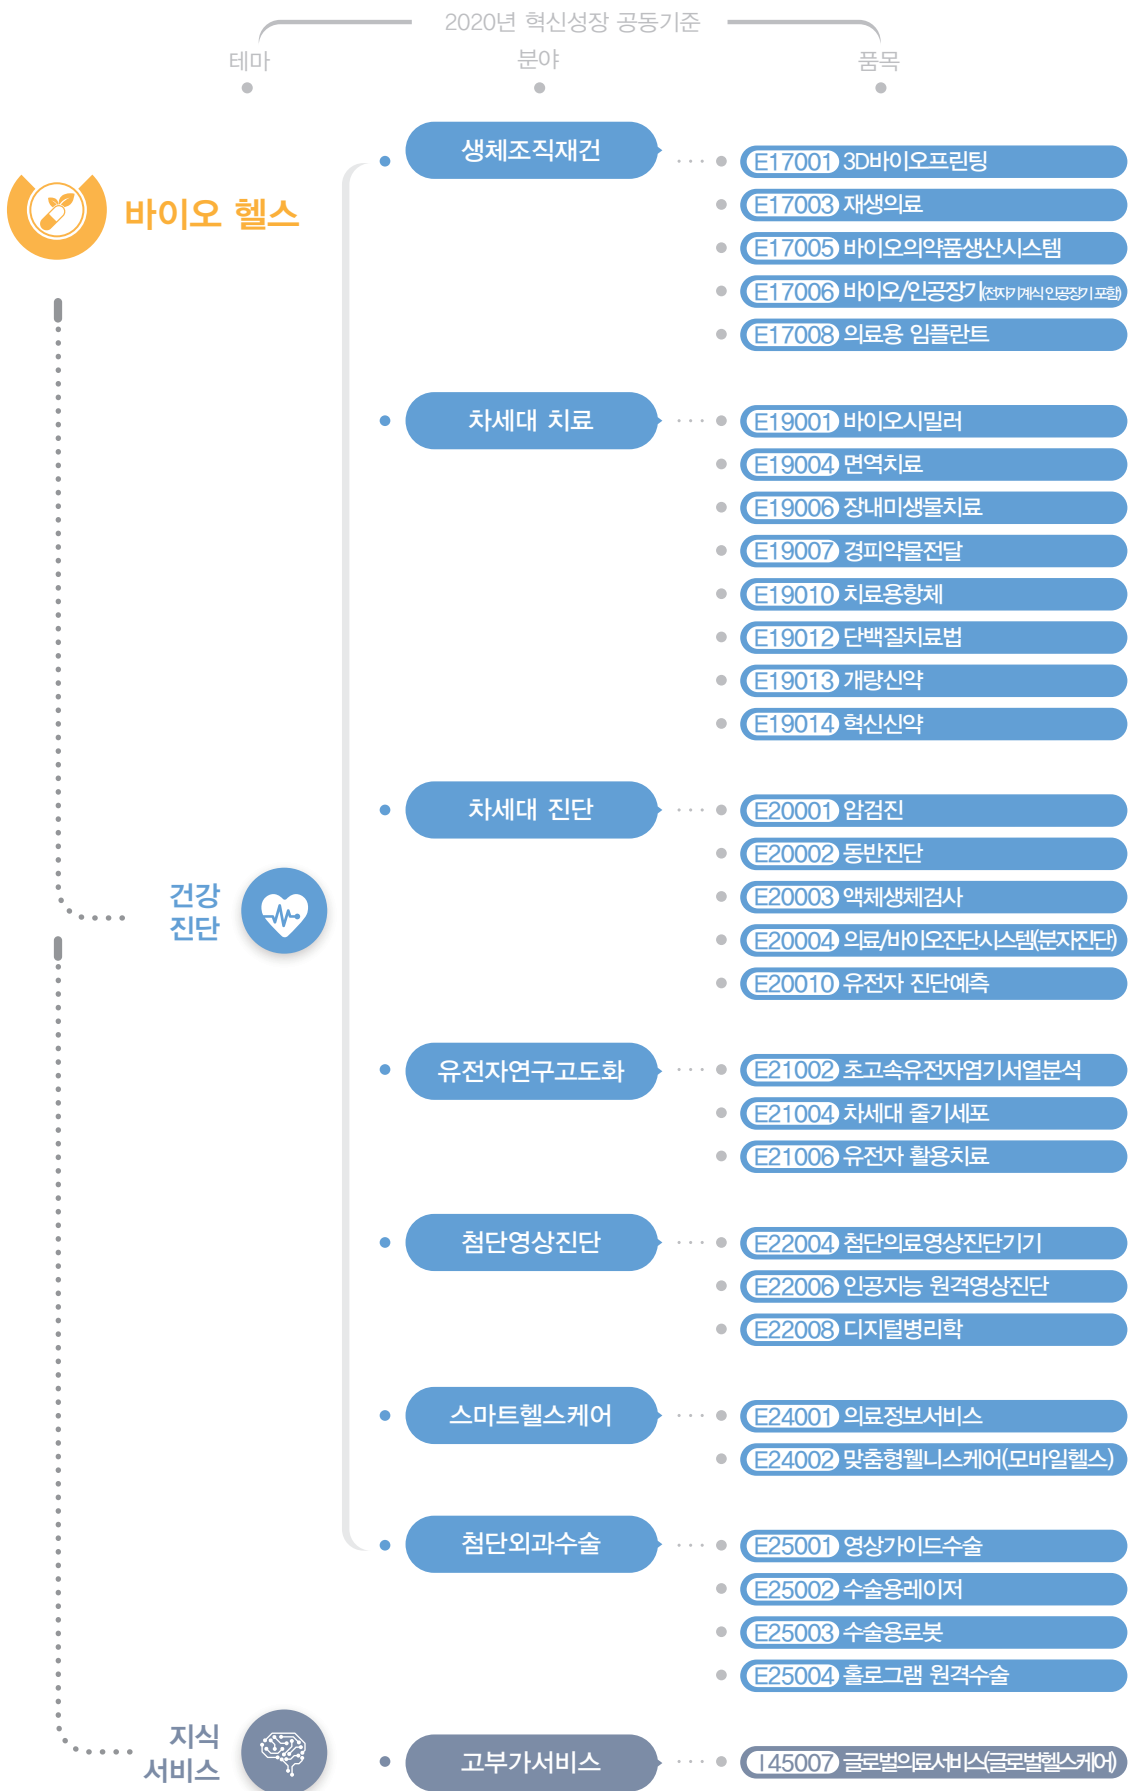 2020년 혁신성장 공동기준
테마
분야
품목
바이오 헬스
건강
진단
생체조직재건
E17001 3D바이오프린팅
E17003 재생의료
E17005 바이오의약품생산시스템
E17006 바이오/인공장기(전자기계식 인공장기 포함)
E17008 의료용 임플란트
차세대 치료
E19001 바이오시밀러
E19004 면역치료
E19006 장내미생물치료
E19007 경피약물전달
E19010 치료용항체
E19012 단백질치료법
E19013 개량신약
E19014 혁신신약
차세대 진단
E20001 암검진
E20002 동반진단
E20003 액체생체검사
E20004 의료/바이오진단시스템(분자진단)
E20010 유전자 진단예측
유전자연구고도화
E21002 초고속유전자염기서열분석
E21004 차세대 줄기세포
E21006 유전자 활용치료
첨단영상진단
E22004 첨단의료영상진단기기
E22006 인공지능 원격영상진단
E22008 디지털병리학
스마트헬스케어
E24001 의료정보서비스
E24002 맞춤형웰니스케어(모바일헬스)
첨단외과수술
E25001 영상가이드수술
E25002 수술용레이저
E25003 수술용로봇
E25004 홀로그램 원격수술
지식
서비스
고부가서비스
I45007 글로벌의료서비스(글로벌헬스케어)